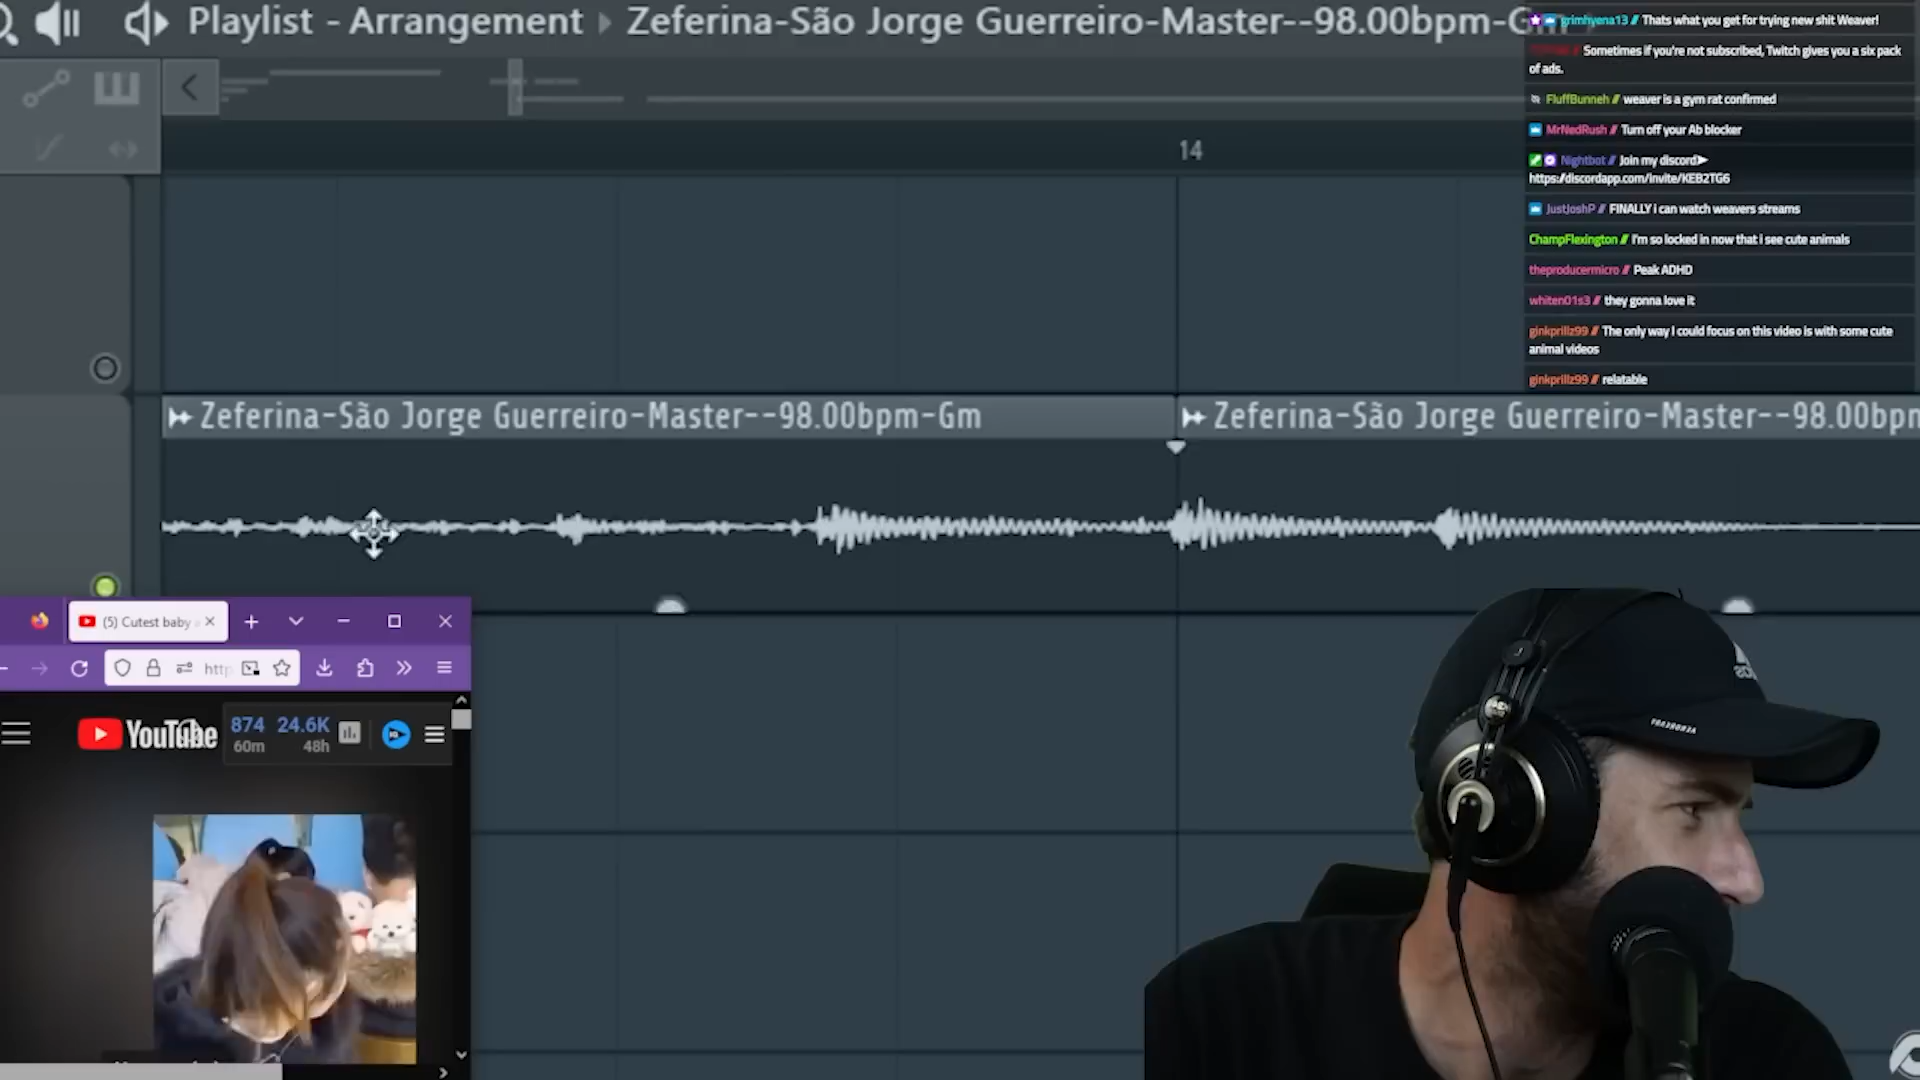 Playlist - Arrangement ▸ Zeferina-São Jorge Guerreiro-Master--98.00bpm-Gm
grimhyena13 // Thats what you get for trying new shit Weaver!
// Sometimes if you're not subscribed, Twitch gives you a six pack
of ads.
FluffBunneh // weaver is a gym rat confirmed
MrNedRush // Turn off your Ab blocker
Nightbot // Join my discord➤
https://discordapp.com/invite/KEB2TG6
JustJoshP // FINALLY i can watch weavers streams
ChampFlexington // I'm so locked in now that i see cute animals
theproducermicro // Peak ADHD
whiten01s3 // they gonna love it
ginkprillz99 // The only way I could focus on this video is with some cute
animal videos
ginkprillz99 // relatable
14
Zeferina-São Jorge Guerreiro-Master--98.00bpm-Gm
Zeferina-São Jorge Guerreiro-Master--98.00bpm
(5) Cutest baby
http
YouTube
874 24.6K
60m 48h
adidas